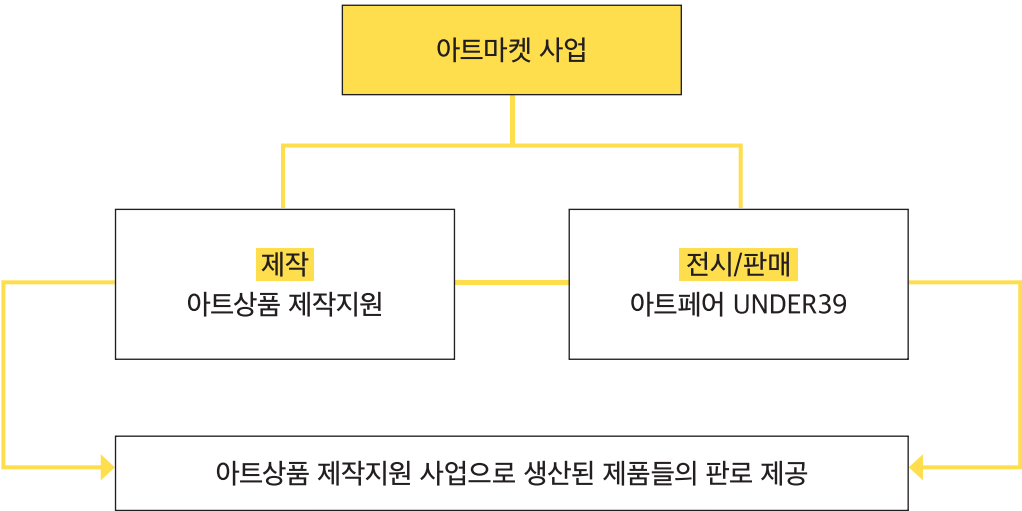 아트마켓 사업
제작
아트상품 제작지원
전시/판매
아트페어 UNDER39
아트상품 제작지원 사업으로 생산된 제품들의 판로 제공